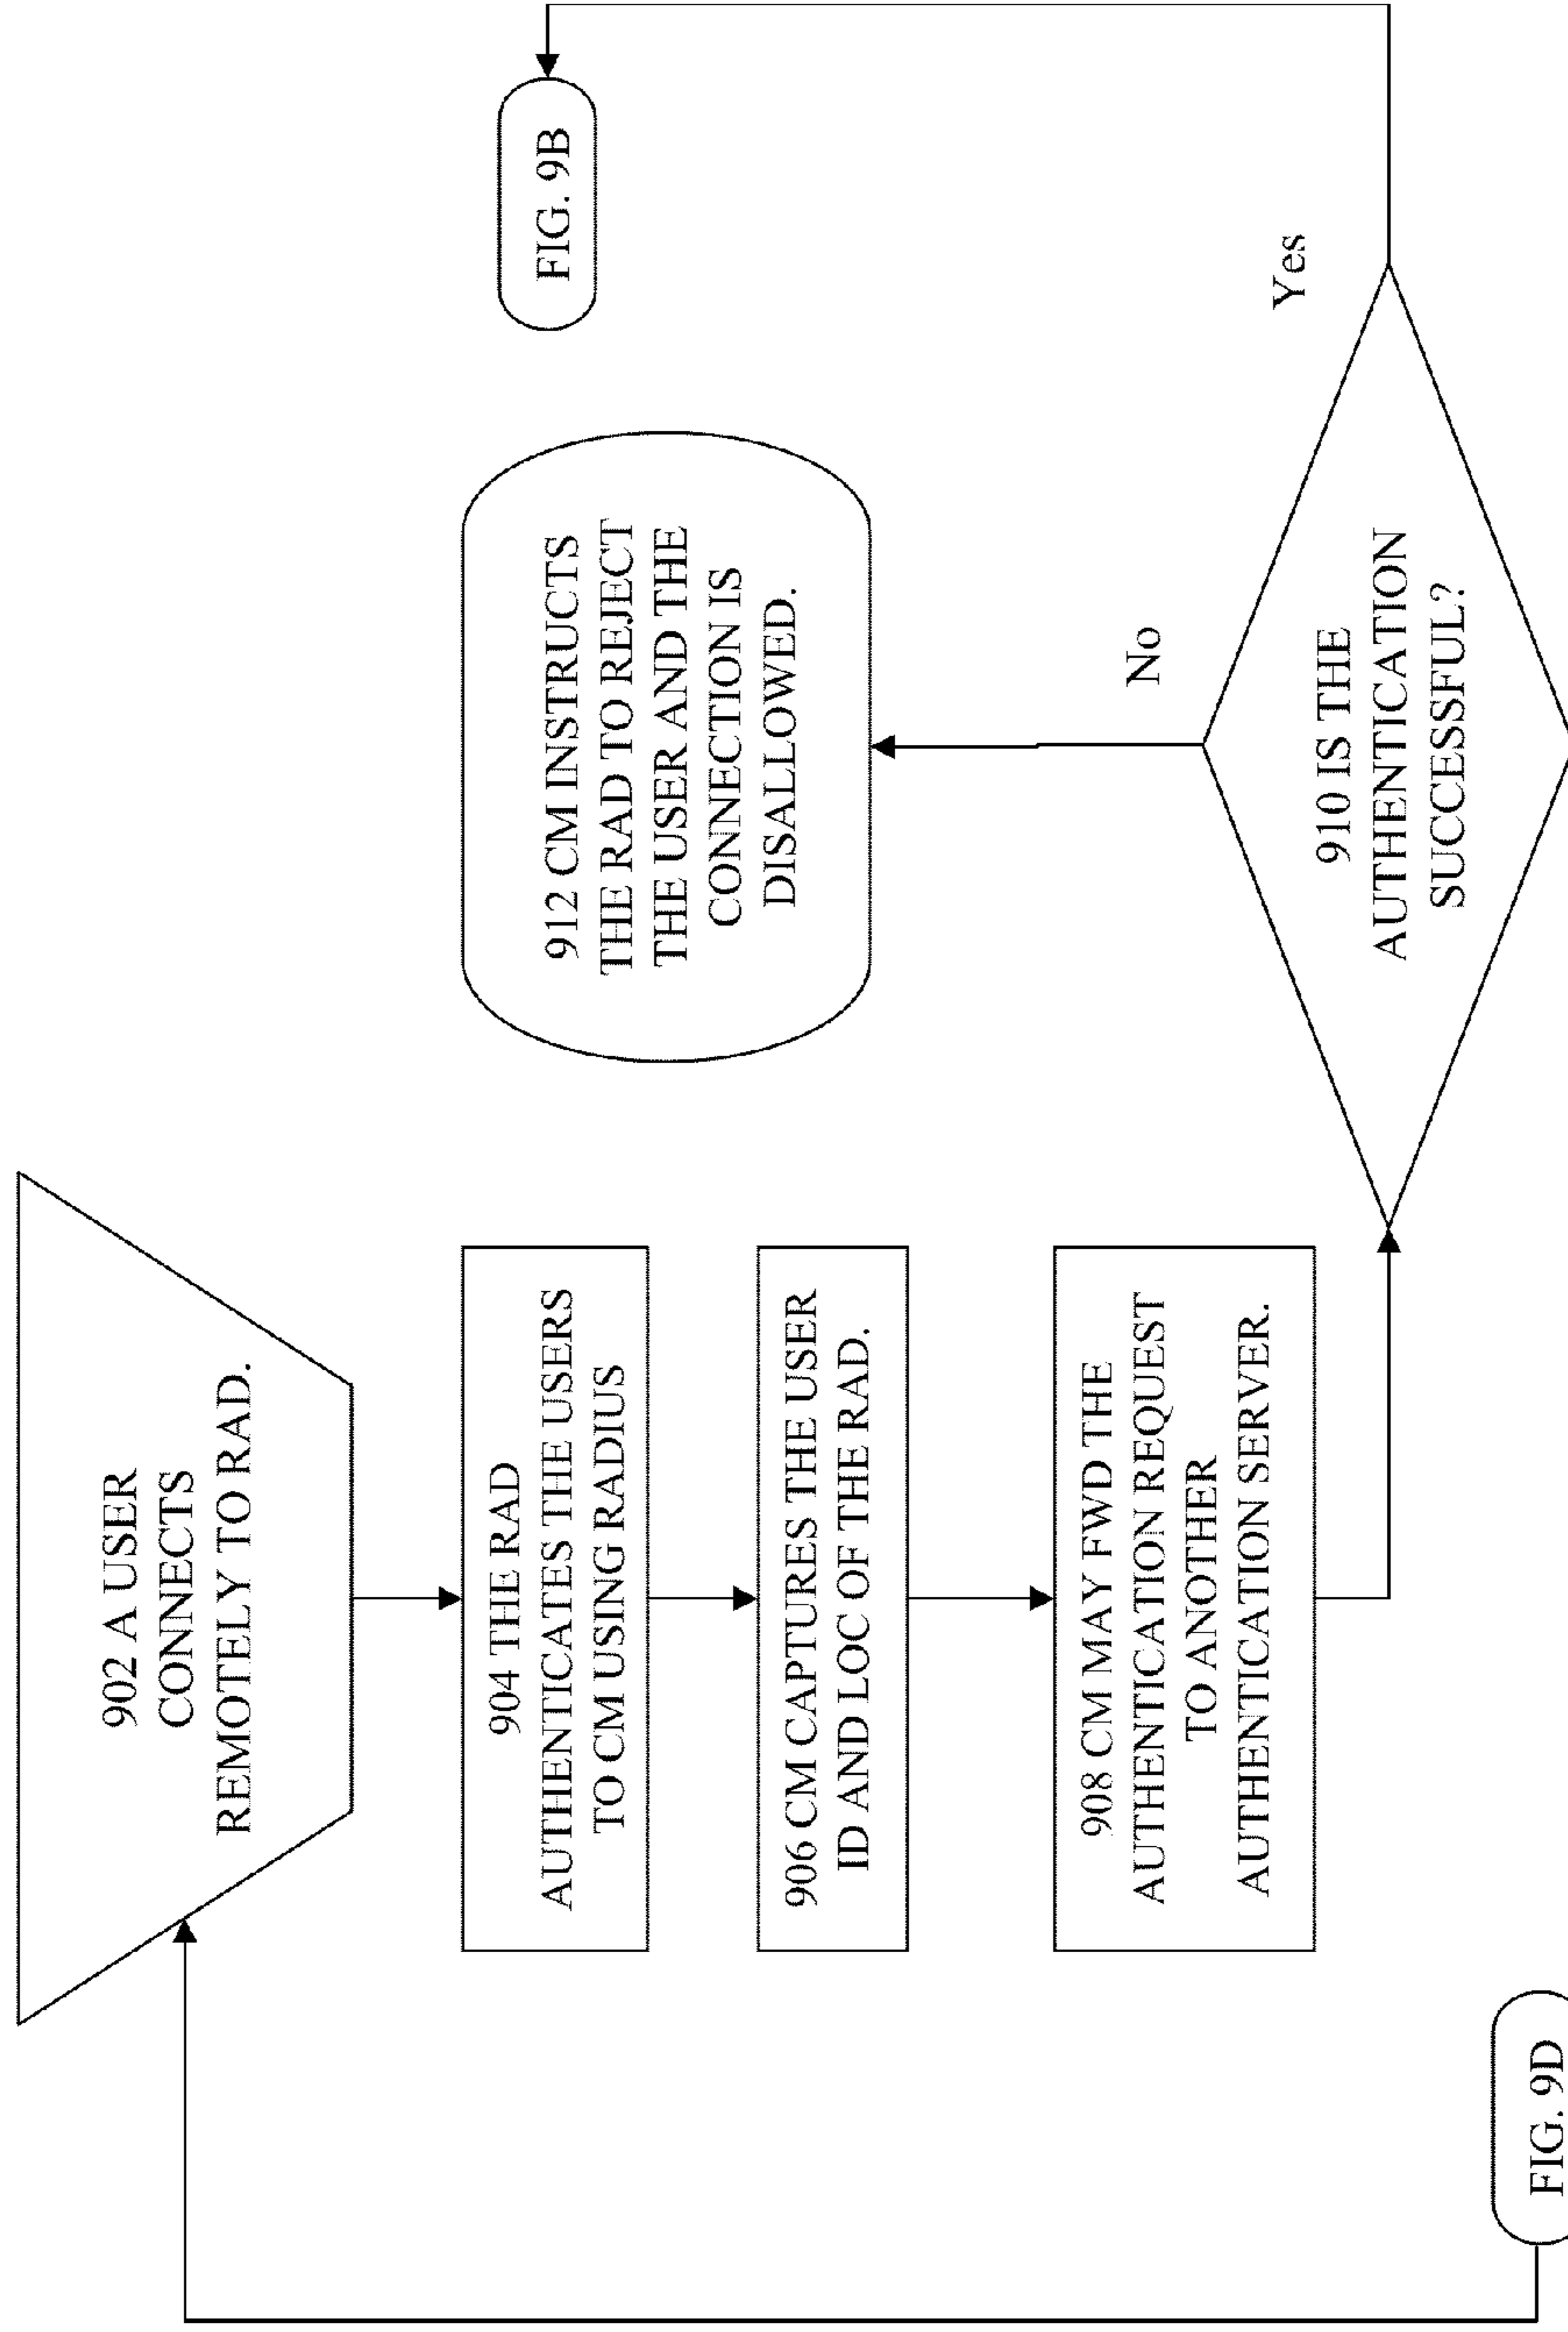 902 A USER
CONNECTS
REMOTELY TO RAD.
904 THE RAD
AUTHENTICATES THE USERS
TO CM USING RADIUS
906 CM CAPTURES THE USER
ID AND LOC OF THE RAD.
908 CM MAY FWD THE
AUTHENTICATION REQUEST
TO ANOTHER
AUTHENTICATION SERVER.
FIG. 9D
910 IS THE
AUTHENTICATION
SUCCESSFUL?
No
Yes
912 CM INSTRUCTS
THE RAD TO REJECT
THE USER AND THE
CONNECTION IS
DISALLOWED.
FIG. 9B